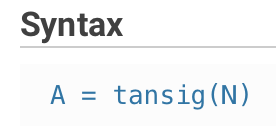 Syntax
A = tansig(N)